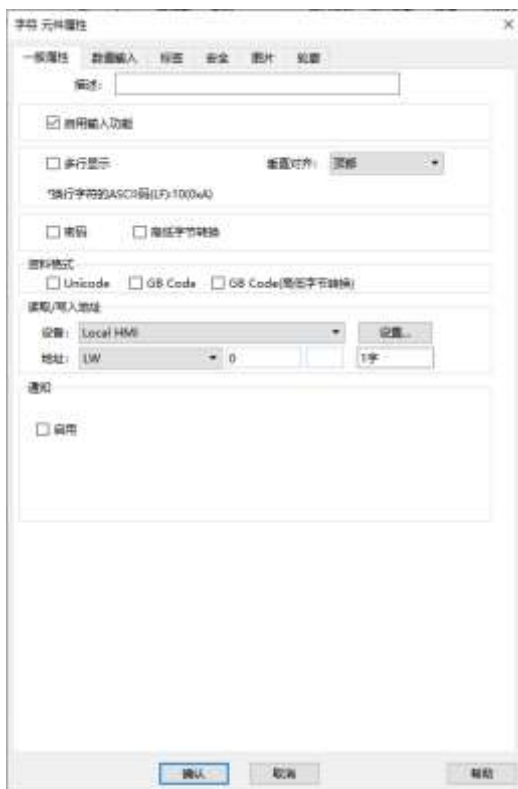 字符 元件属性
一般属性 数值输入 标签 安全 图片 轮廓
描述:
启用输入功能
多行显示 垂直对齐: 顶部
*换行字符的ASCII码(LF):10(0xA)
密码 高低字节转换
资料格式
Unicode GB Code GB Code(高低字节转换)
读取/写入地址
设备: Local HMI 设置...
地址: LW 0 1字
通知
启用
确认 取消 帮助